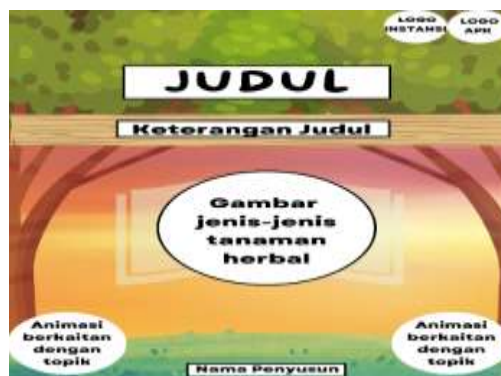 LOGO INSTANSI
LOGO APK
JUDUL
Keterangan Judul
Gambar
jenis-jenis
tanaman
herbal
Animasi
berkaitan
dengan
topik
Animasi
berkaitan
dengan
topik
Nama Penyusun